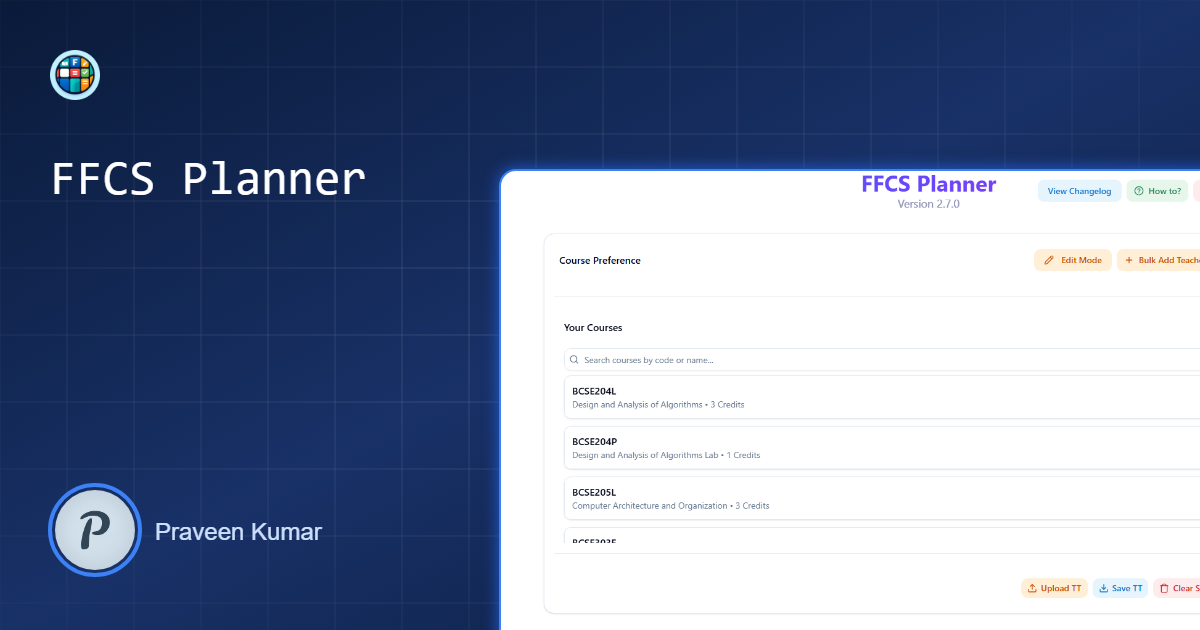 FFCS Planner
FFCS Planner
Version 2.7.0
View Changelog
How to?
Course Preference
Edit Mode
+ Bulk Add Teache
Your Courses
Search courses by code or name...
BCSE204L
Design and Analysis of Algorithms • 3 Credits
BCSE204P
Design and Analysis of Algorithms Lab • 1 Credits
BCSE205L
Computer Architecture and Organization • 3 Credits
Upload TT
Save TT
Clear S
P
Praveen Kumar